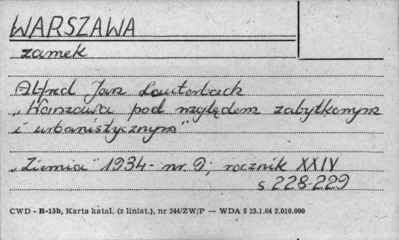 WARSZAWA
zamek
Alfred Jan Lauterbach
"Warszawa pod względem zabytkowym
i urbanistycznym"
"Ziemia" 1934 - nr 9; rocznik XXIV
s 228-229
CWD - B-15b, Karta katal. (z liniat.), nr 244/ZW/P — WDA 8 25.1.64 2.010.000